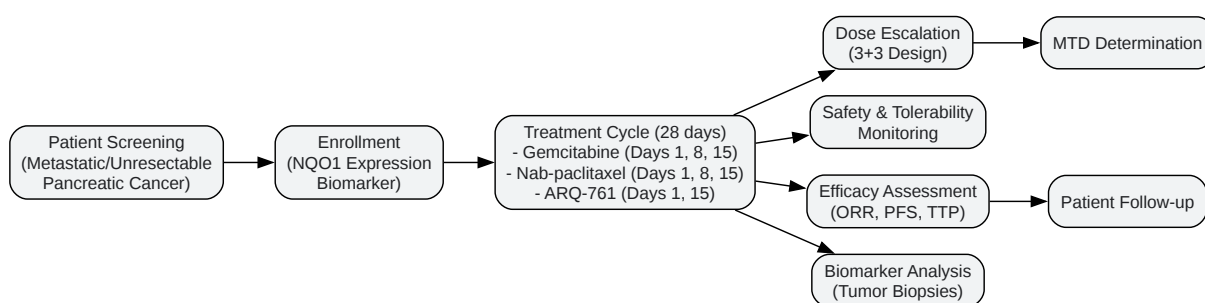 Patient Screening
(Metastatic/Unresectable
Pancreatic Cancer)
Enrollment
(NQO1 Expression
Biomarker)
Treatment Cycle (28 days)
- Gemcitabine (Days 1, 8, 15)
- Nab-paclitaxel (Days 1, 8, 15)
- ARQ-761 (Days 1, 15)
Dose Escalation
(3+3 Design)
MTD Determination
Safety & Tolerability
Monitoring
Efficacy Assessment
(ORR, PFS, TTP)
Patient Follow-up
Biomarker Analysis
(Tumor Biopsies)